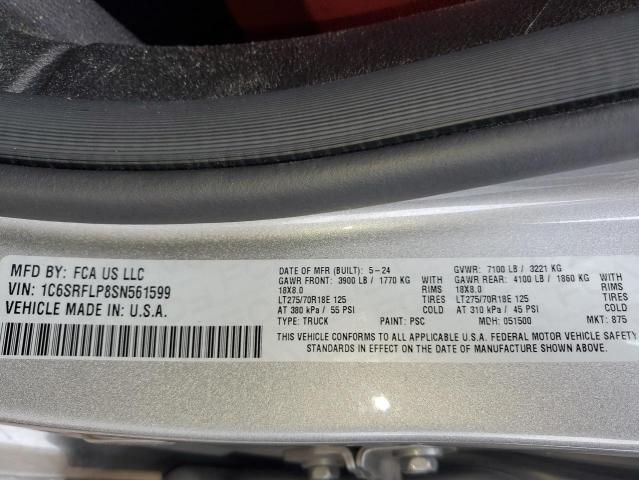 MFD BY: FCA US LLC
VIN: 1C6SRFLP8SN561599
VEHICLE MADE IN: U.S.A.
DATE OF MFR (BUILT): 5-24 GVWR: 7100 LB / 3221 KG
GAWR FRONT: 3900 LB / 1770 KG WITH GAWR REAR: 4100 LB / 1860 KG WITH
18X8.0 RIMS 18X8.0 RIMS
LT275/70R18E 125 TIRES LT275/70R18E 125 TIRES
AT 380 kPa / 55 PSI COLD AT 310 kPa / 45 PSI COLD
TYPE: TRUCK PAINT: PSC MDH: 051500 MKT: 875
THIS VEHICLE CONFORMS TO ALL APPLICABLE U.S.A. FEDERAL MOTOR VEHICLE SAFETY
STANDARDS IN EFFECT ON THE DATE OF MANUFACTURE SHOWN ABOVE.